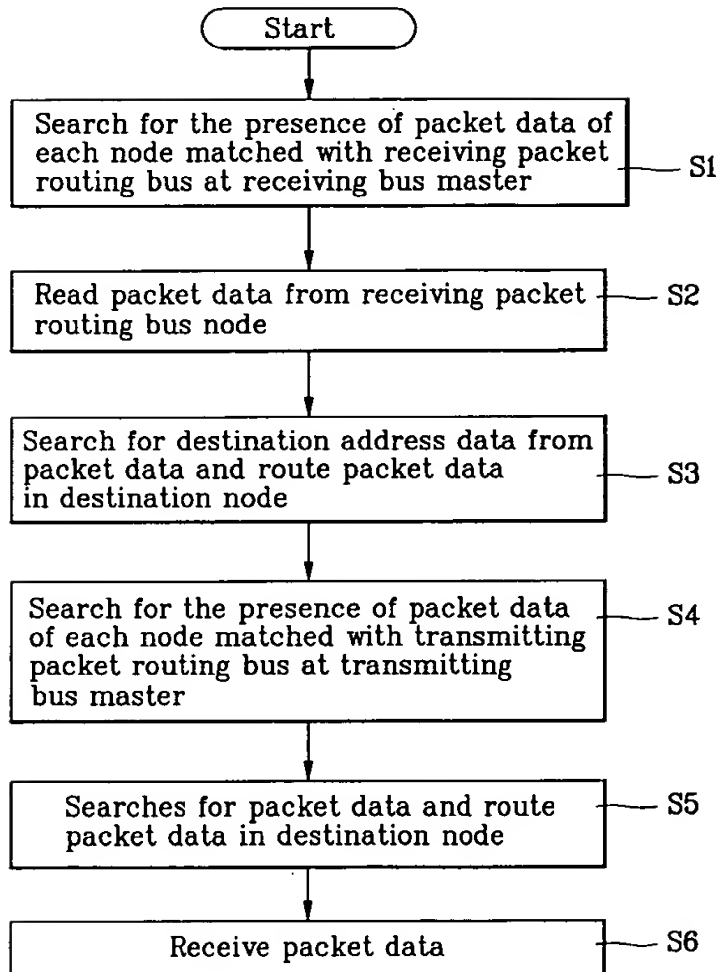 Start
Search for the presence of packet data of
each node matched with receiving packet
routing bus at receiving bus master
S1
Read packet data from receiving packet
routing bus node
S2
Search for destination address data from
packet data and route packet data
in destination node
S3
Search for the presence of packet data
of each node matched with transmitting
packet routing bus at transmitting
bus master
S4
Searches for packet data and route
packet data in destination node
S5
Receive packet data
S6